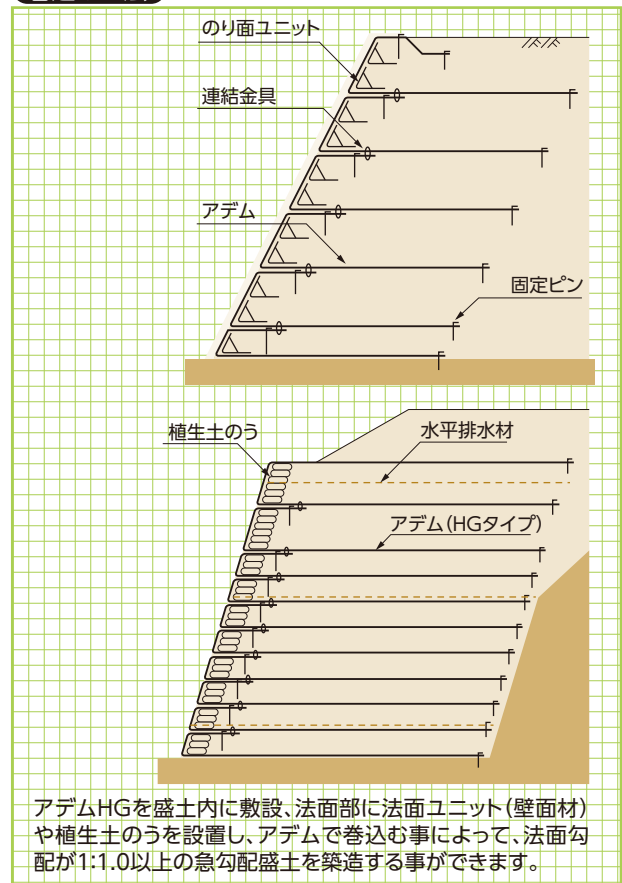 のり面ユニット
連結金具
アデム
固定ピン
植生土のう
水平排水材
アデム(HGタイプ)
アデムHGを盛土内に敷設、法面部に法面ユニット(壁面材)
や植生土のうを設置し、アデムで巻込む事によって、法面勾
配が1:1.0以上の急勾配盛土を築造する事ができます。